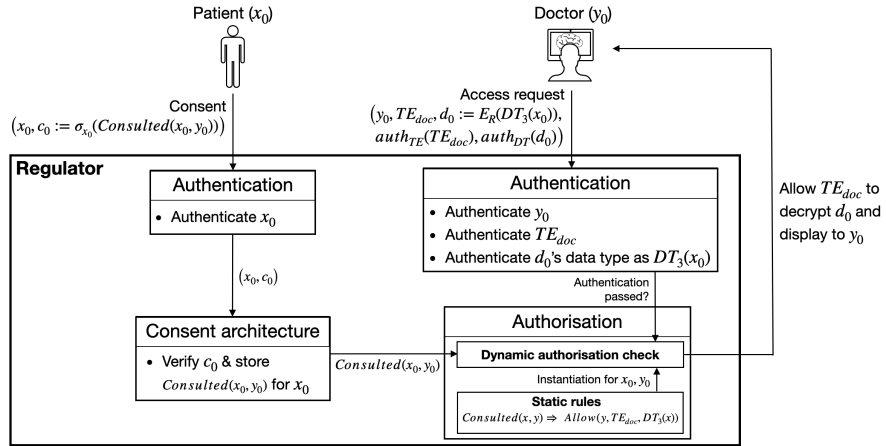 Patient (x₀)
Doctor (y₀)
Consent
(x₀, c₀ := σₓ₀(Consulted(x₀, y₀)))
Access request
(y₀, TE_doc, d₀ := E_R(DT₃(x₀)),
auth_TE(TE_doc), auth_DT(d₀))
Regulator
Authentication
• Authenticate x₀
Authentication
• Authenticate y₀
• Authenticate TE_doc
• Authenticate d₀'s data type as DT₃(x₀)
Allow TE_doc to
decrypt d₀ and
display to y₀
(x₀, c₀)
Authentication
passed?
Consent architecture
• Verify c₀ & store
Consulted(x₀, y₀) for x₀
Consulted(x₀, y₀)
Authorisation
Dynamic authorisation check
Instantiation for x₀, y₀
Static rules
Consulted(x, y) ⇒ Allow(y, TE_doc, DT₃(x))